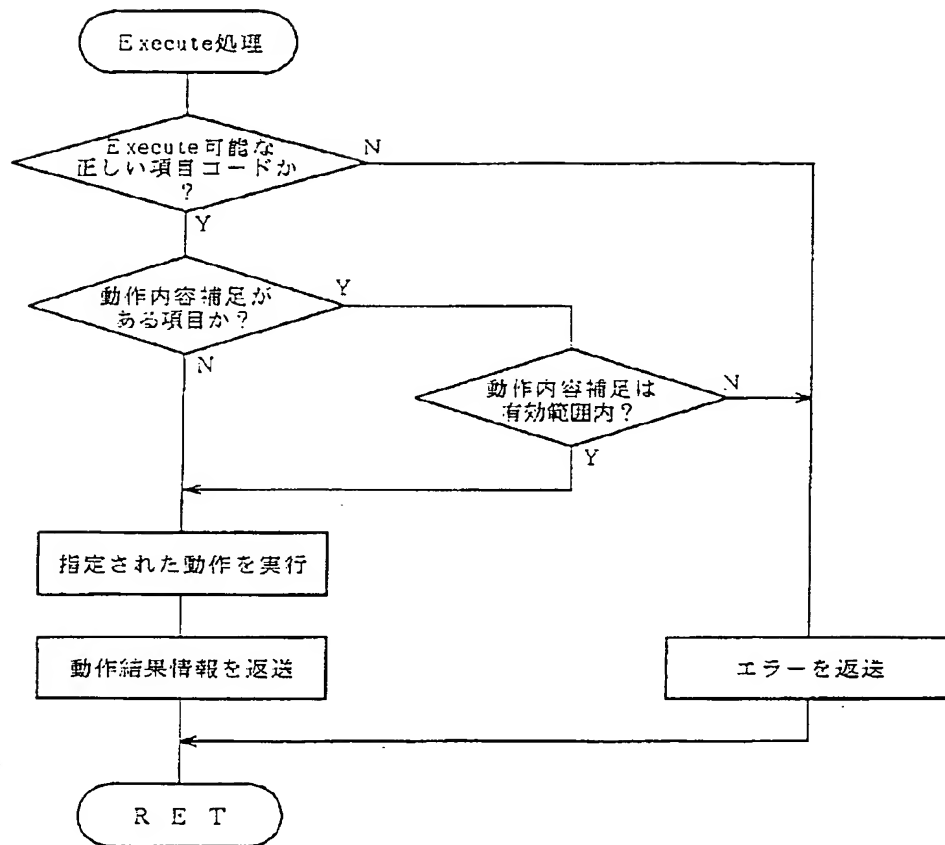 Execute処理
Execute可能な
正しい項目コードか
?
N
Y
動作内容補足が
ある項目か?
Y
N
動作内容補足は
有効範囲内?
N
Y
指定された動作を実行
動作結果情報を返送
エラーを返送
R E T